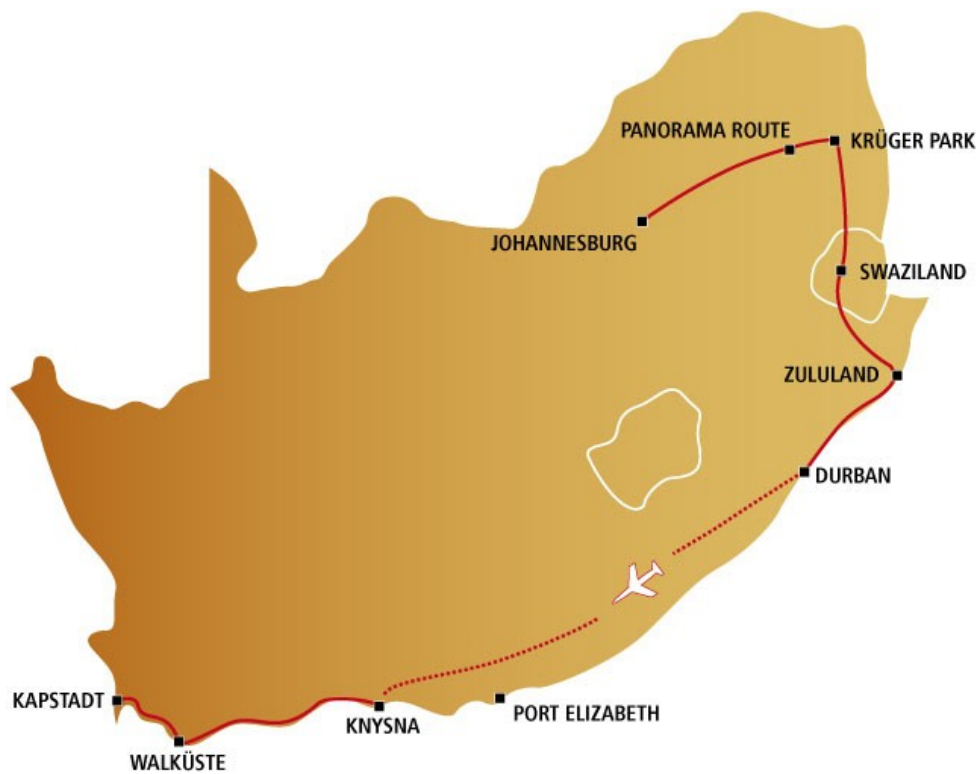 PANORAMA ROUTE
KRÜGER PARK
JOHANNESBURG
SWAZILAND
ZULULAND
DURBAN
KAPSTADT
KNYSNA
PORT ELIZABETH
WALKÜSTE